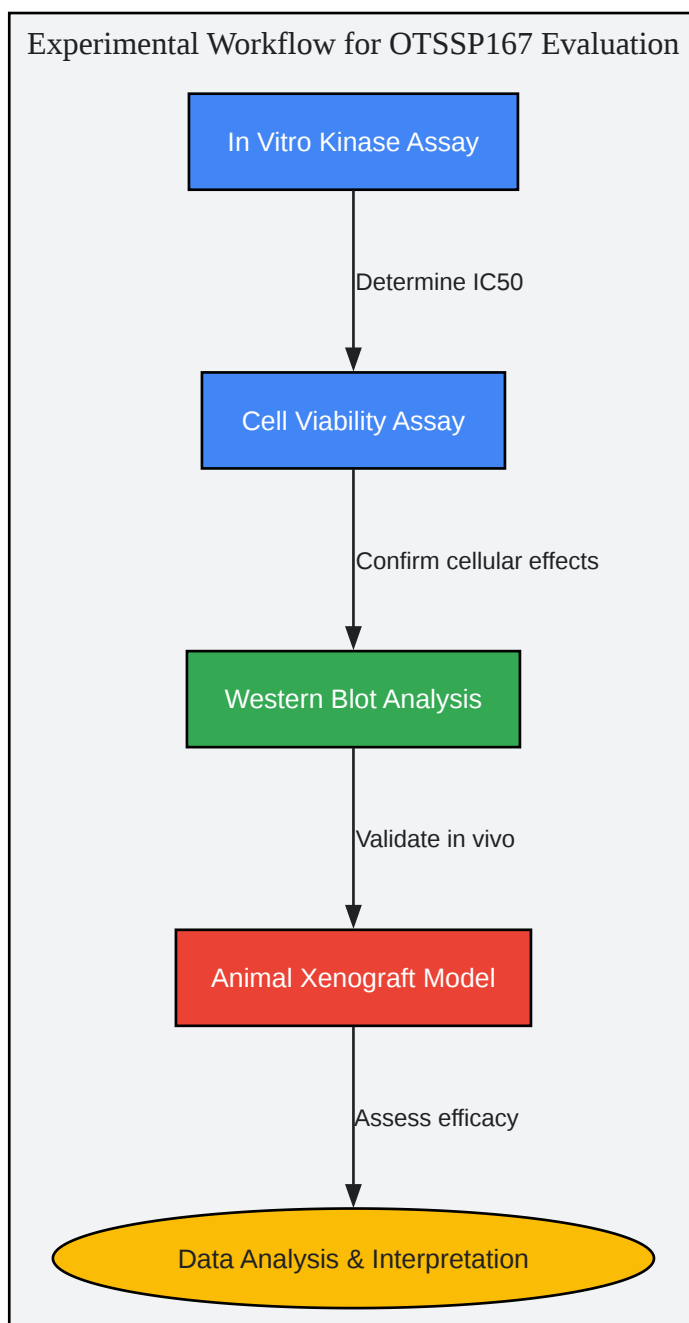 Experimental Workflow for OTSSP167 Evaluation
In Vitro Kinase Assay
Determine IC50
Cell Viability Assay
Confirm cellular effects
Western Blot Analysis
Validate in vivo
Animal Xenograft Model
Assess efficacy
Data Analysis & Interpretation